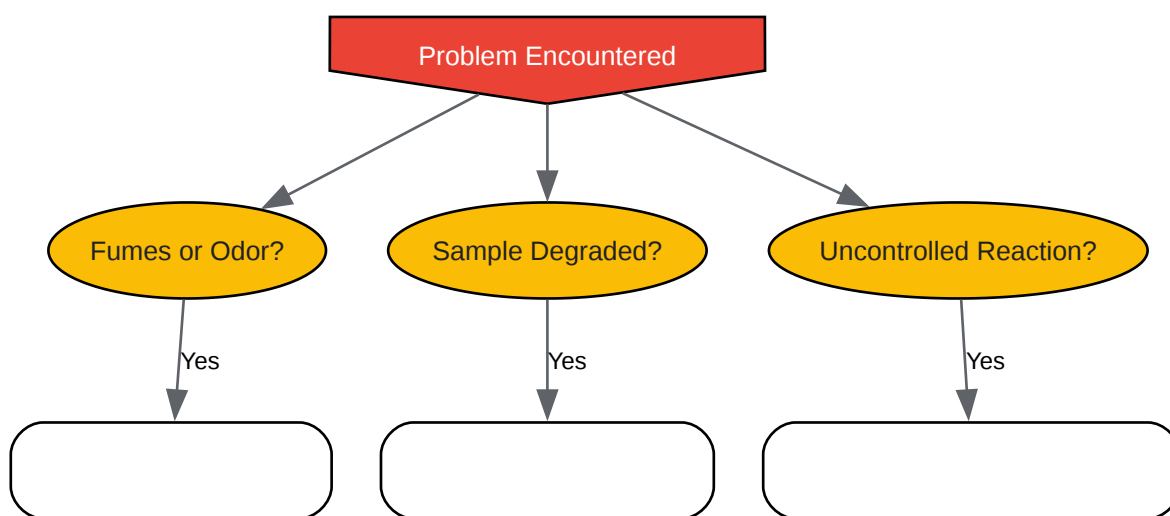 Problem Encountered
Fumes or Odor?
Sample Degraded?
Uncontrolled Reaction?
Yes
Yes
Yes